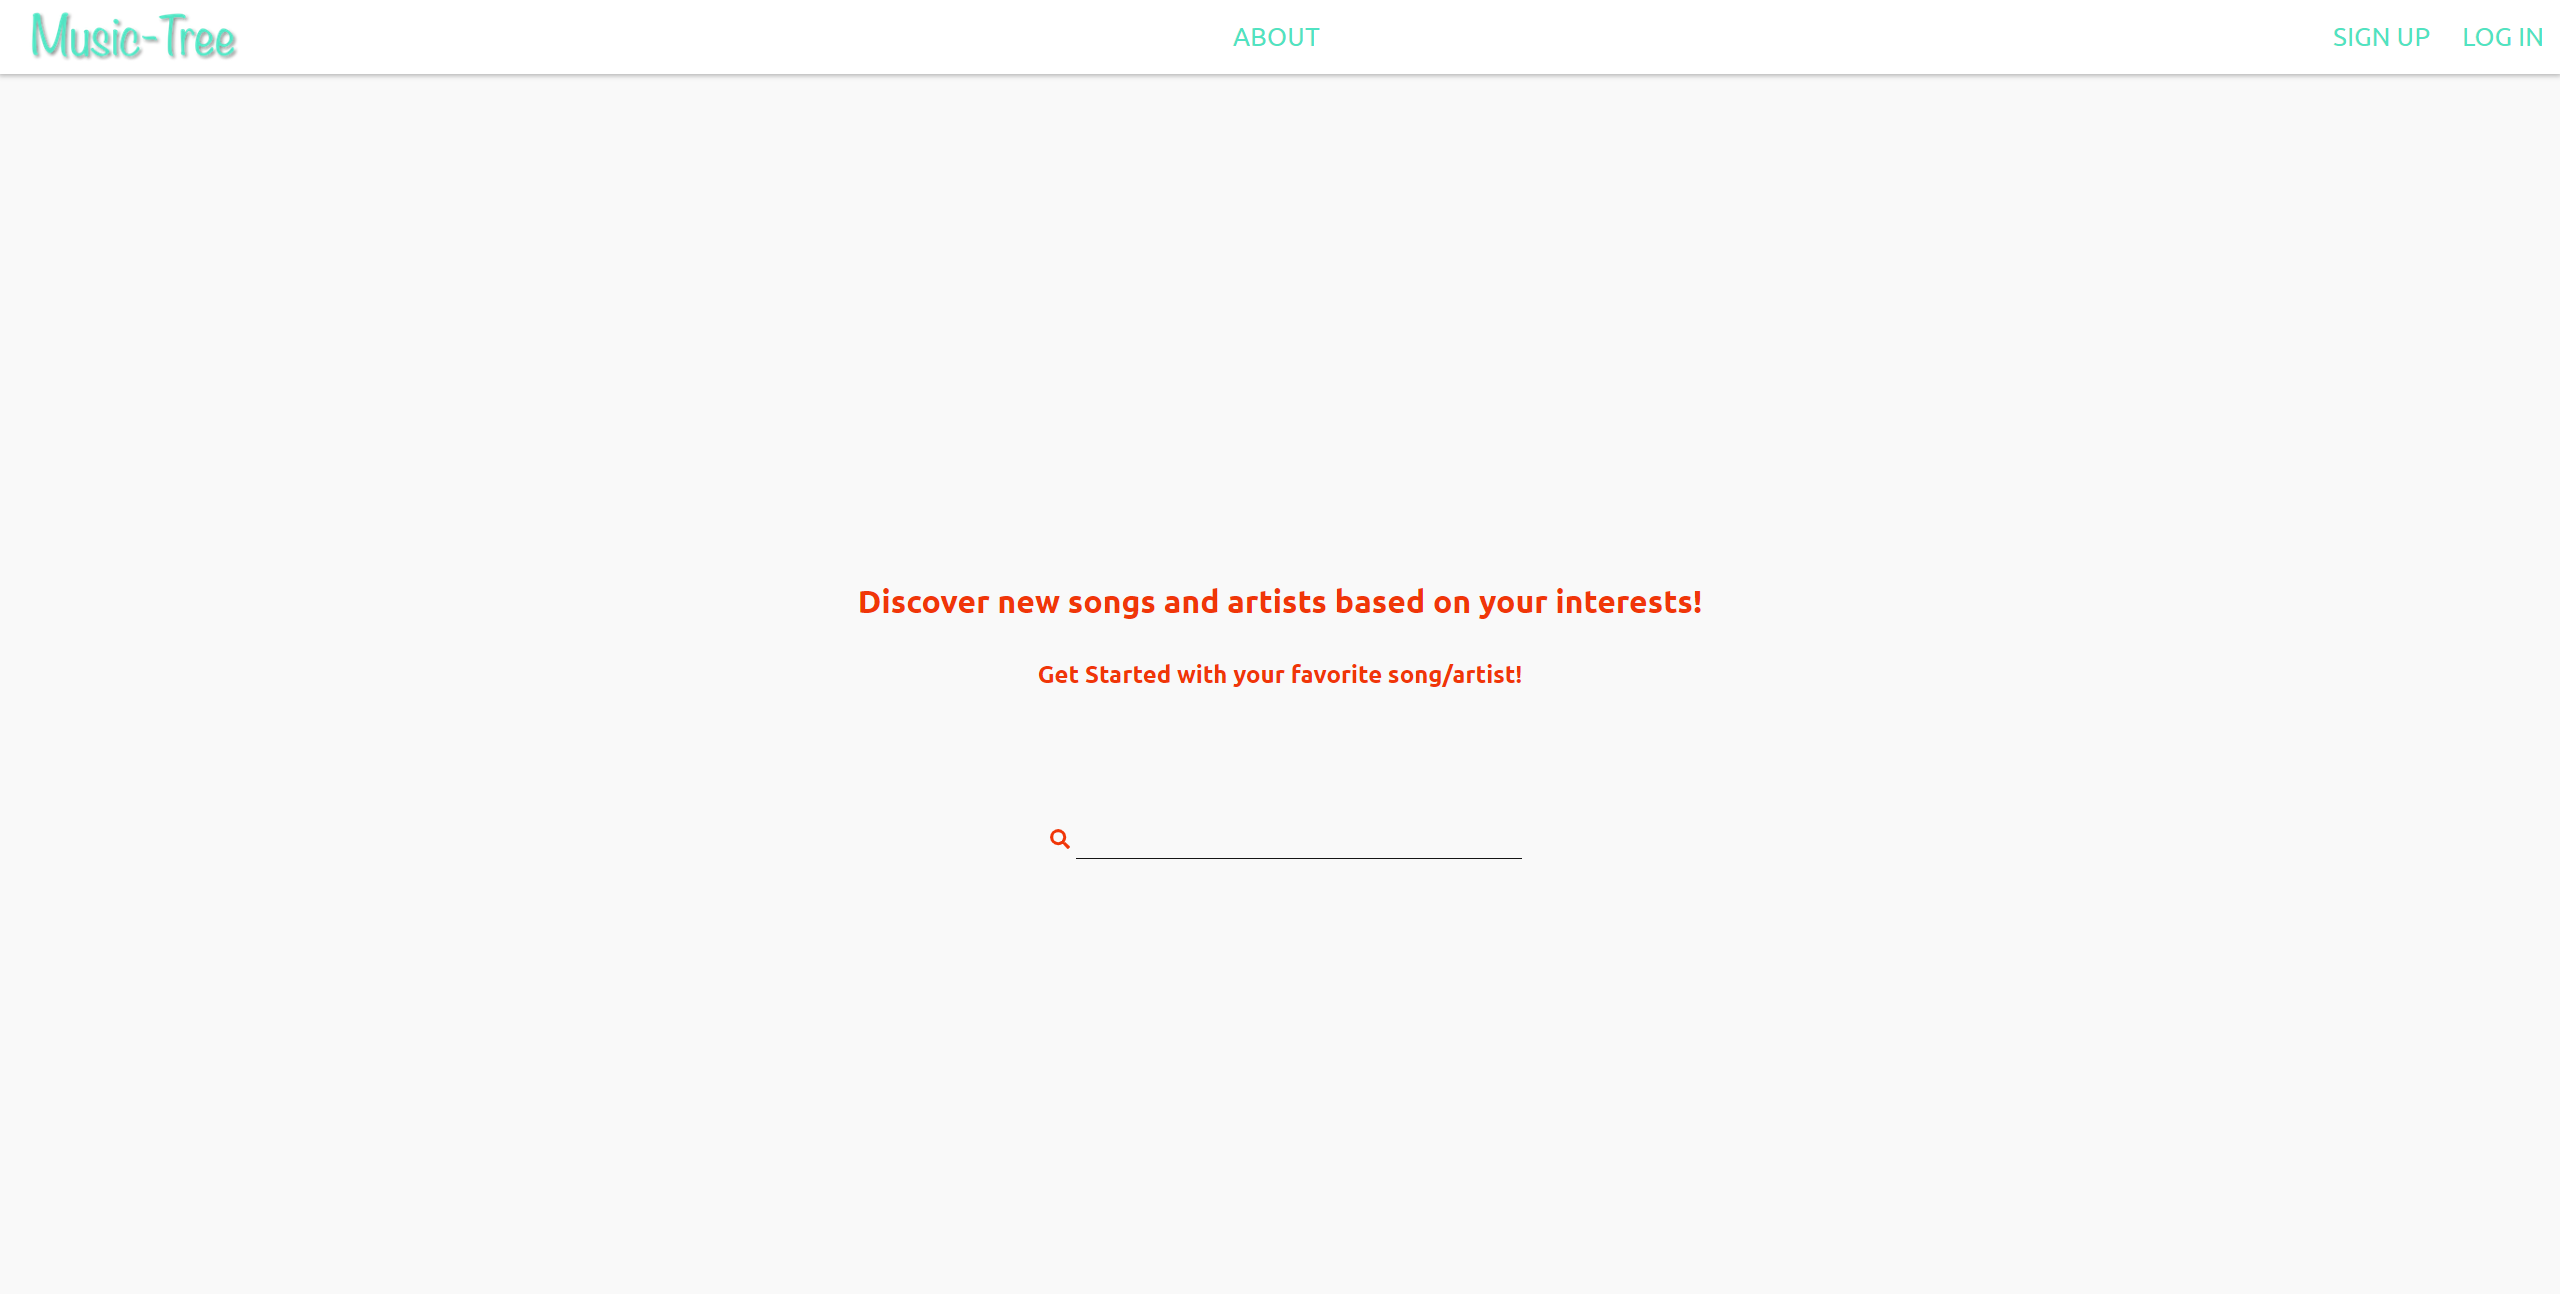 Music-Tree
ABOUT
SIGN UP
LOG IN
Discover new songs and artists based on your interests!
Get Started with your favorite song/artist!